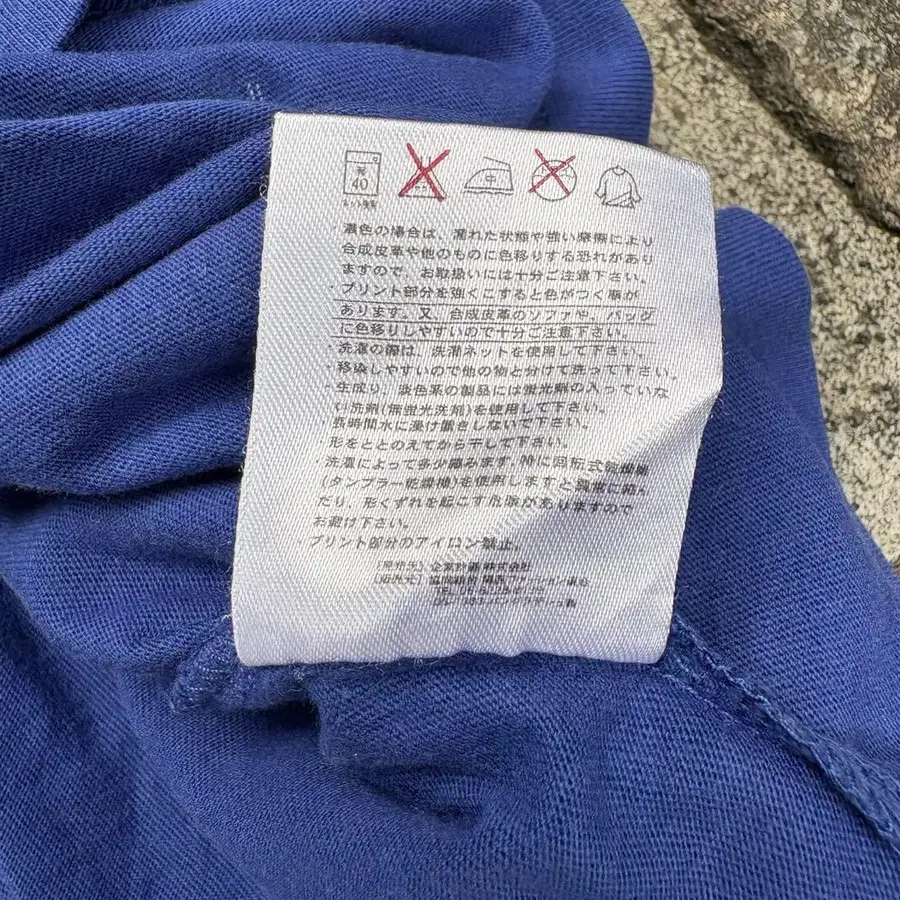 40
中
濃色の場合は、濡れた状態や強い摩擦により
合成皮革や他のものに色移りする恐れがあり
ますので、お取扱いには十分ご注意下さい。
・プリント部分を強くこすると色がつく事が
あります。又、合成皮革のソファや、バッグ
に色移りしやすいので十分ご注意下さい。
・洗濯の際は、洗濯ネットを使用して下さい。
・移染しやすいので他の物と分けて洗って下さい。
・生成り、淡色系の製品には蛍光剤の入っていな
い洗剤(無蛍光洗剤)を使用して下さい。
・長時間水に浸け置きしないで下さい。
形をととのえてから干して下さい。
・洗濯によって多少縮みます。特に回転式乾燥機
(タンブラー乾燥機)を使用しますと異常に縮ん
だり、形くずれを起こす危険がありますので
お避け下さい。
・プリント部分のアイロン禁止。
企業計画 株式会社
TEL